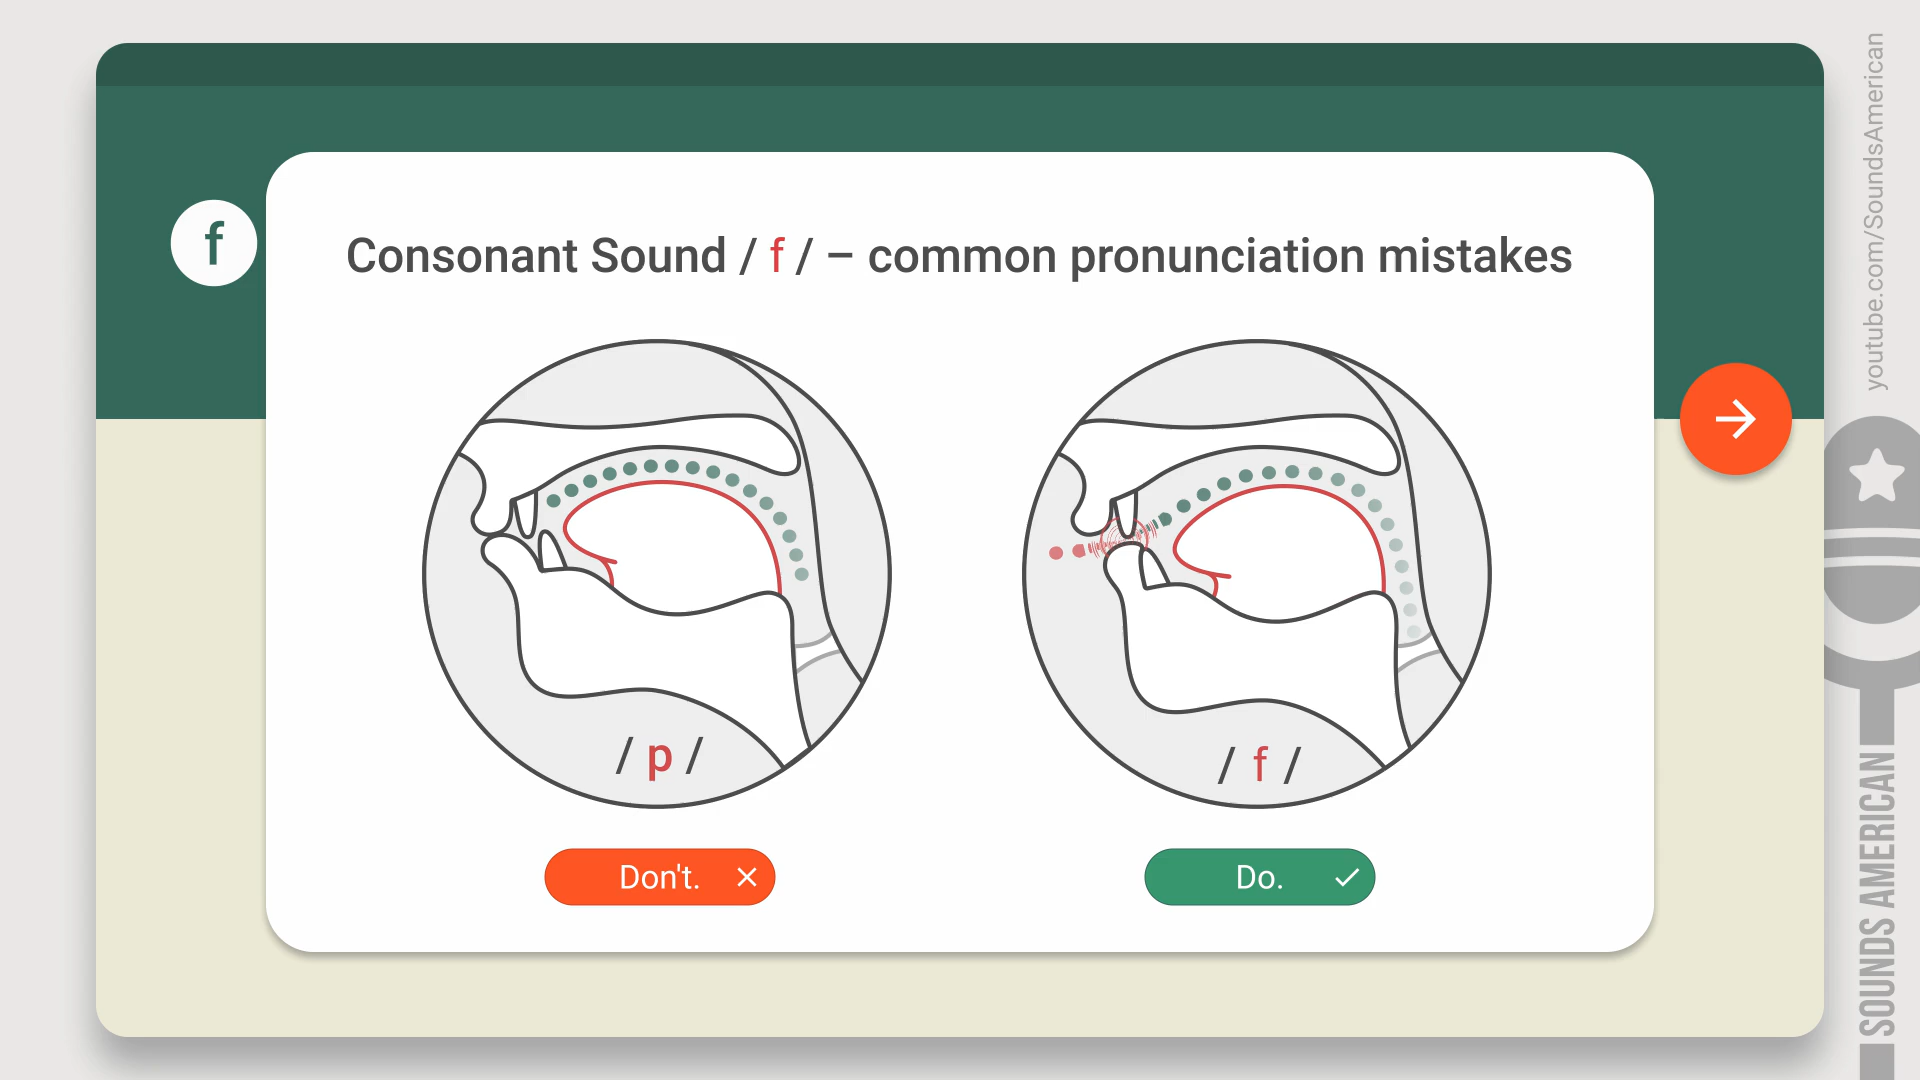 f
Consonant Sound / f / – common pronunciation mistakes
/ p /
/ f /
Don't.
Do.
youtube.com/SoundsAmerican
SOUNDS AMERICAN